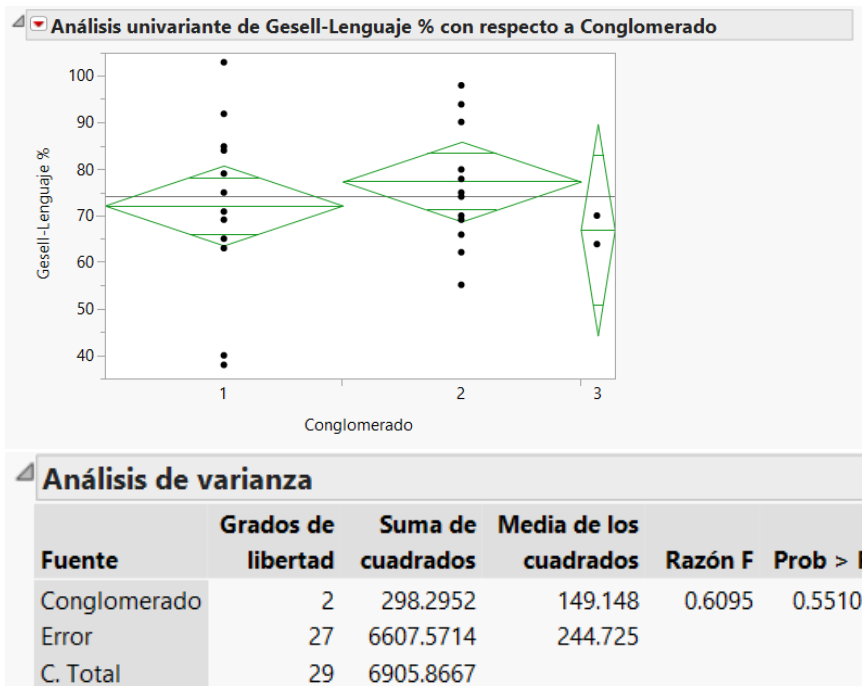 Análisis univariante de Gesell-Lenguaje % con respecto a Conglomerado
100
90
80
70
60
50
40
Gesell-Lenguaje %
1 2 3
Conglomerado
Análisis de varianza
Grados de Suma de Media de los
Fuente libertad cuadrados cuadrados Razón F Prob >
Conglomerado 2 298.2952 149.148 0.6095 0.5510
Error 27 6607.5714 244.725
C. Total 29 6905.8667